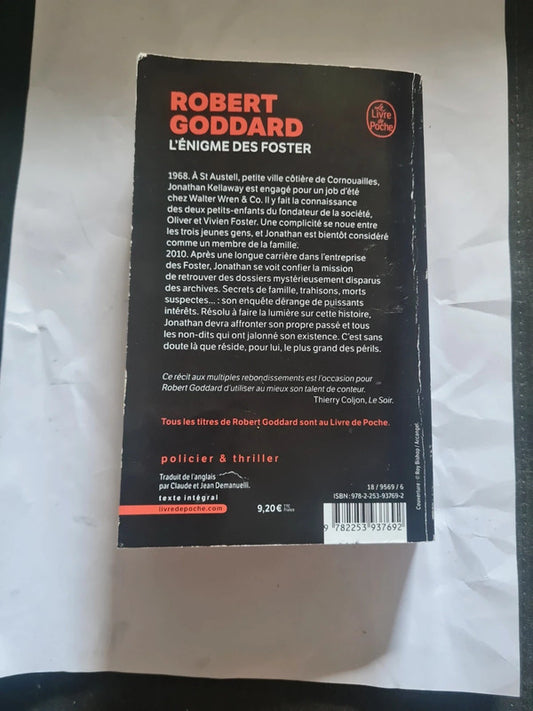 ROBERT
GODDARD
L'ÉNIGME DES FOSTER
Le
Livre
de
Poche
1968. À St Austell, petite ville côtière de Cornouailles,
Jonathan Kellaway est engagé pour un job d'été
chez Walter Wren & Co. Il y fait la connaissance
des deux petits-enfants du fondateur de la société,
Oliver et Vivien Foster. Une complicité se noue entre
les trois jeunes gens, et Jonathan est bientôt considéré
comme un membre de la famille.
2010. Après une longue carrière dans l'entreprise
des Foster, Jonathan se voit confier la mission
de retrouver des dossiers mystérieusement disparus
des archives. Secrets de famille, trahisons, morts
suspectes... : son enquête dérange de puissants
intérêts. Résolu à faire la lumière sur cette histoire,
Jonathan devra affronter son propre passé et tous
les non-dits qui ont jalonné son existence. C'est sans
doute là que réside, pour lui, le plus grand des périls.
Ce récit aux multiples rebondissements est l'occasion pour
Robert Goddard d'utiliser au mieux son talent de conteur.
Thierry Coljon, Le Soir.
Tous les titres de Robert Goddard sont au Livre de Poche.
policier & thriller
Traduit de l'anglais
par Claude et Jean Demanuelli.
texte intégral
livredepoche.com
9,20 € TTC
France
18 / 9569 / 6
ISBN : 978-2-253-93769-2
9 782253 937692
Couverture : © Roy Bishop / Arcangel.